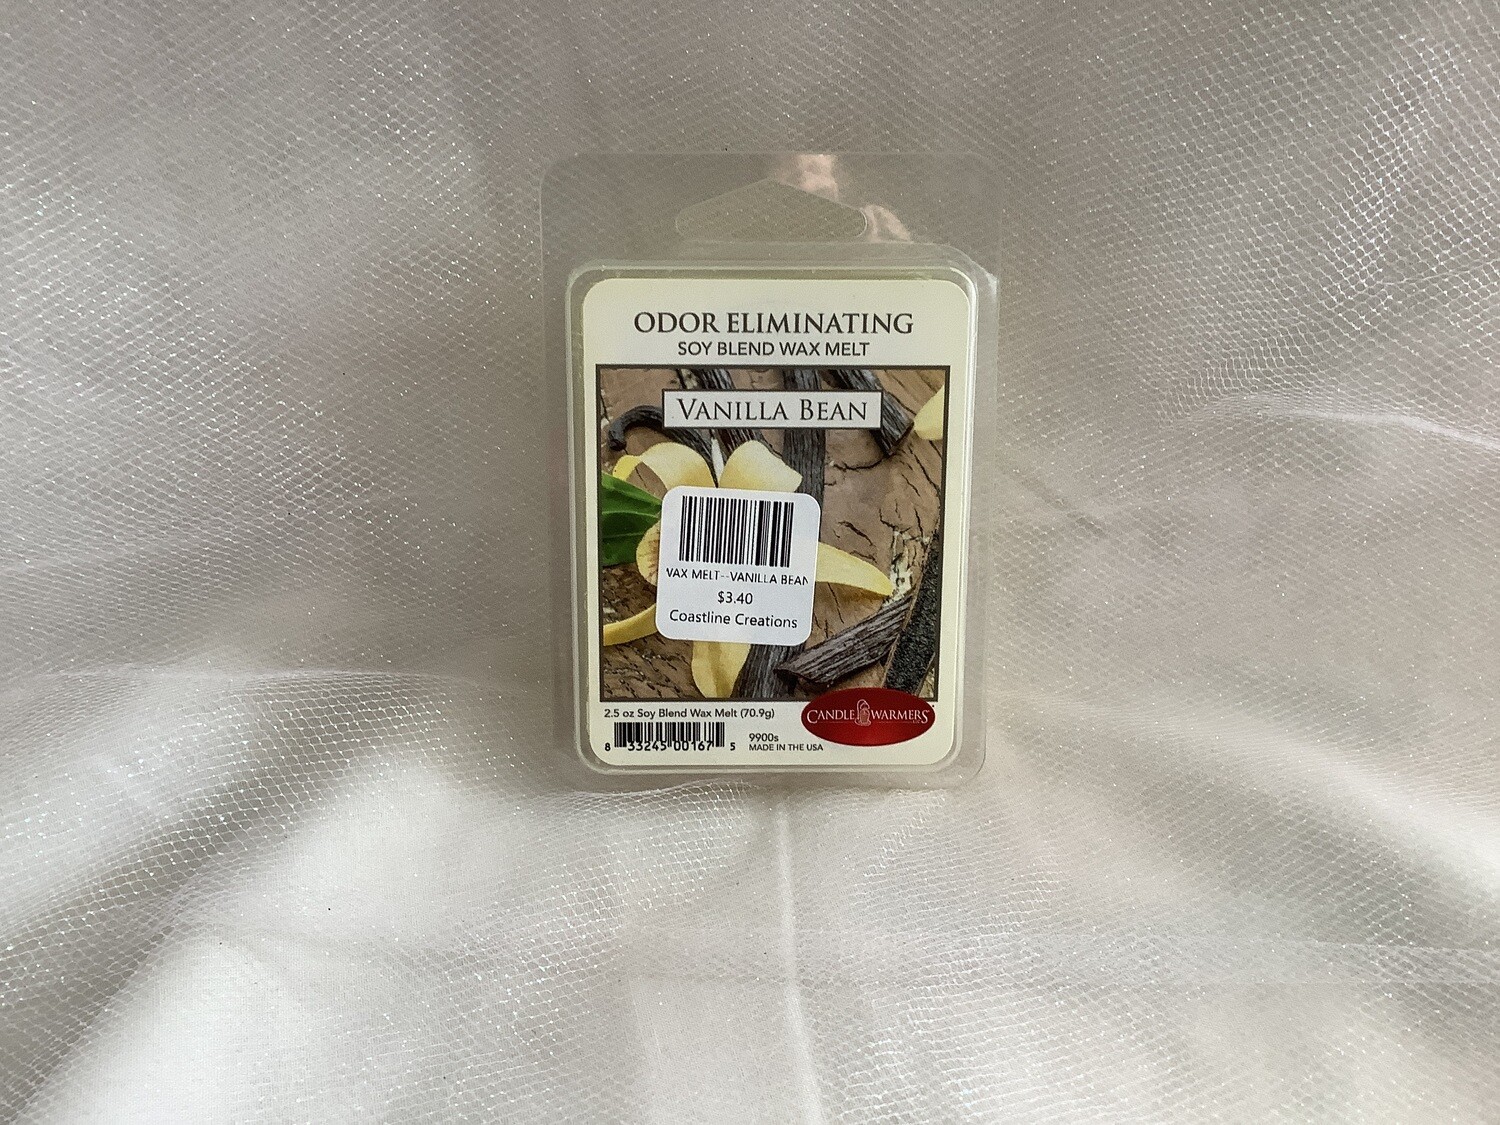 ODOR ELIMINATING
SOY BLEND WAX MELT
VANILLA BEAN
VAX MELT--VANILLA BEAN
$3.40
Coastline Creations
2.5 oz Soy Blend Wax Melt (70.9g)
CANDLE WARMERS
8 33245 00167 5
9900s
MADE IN THE USA